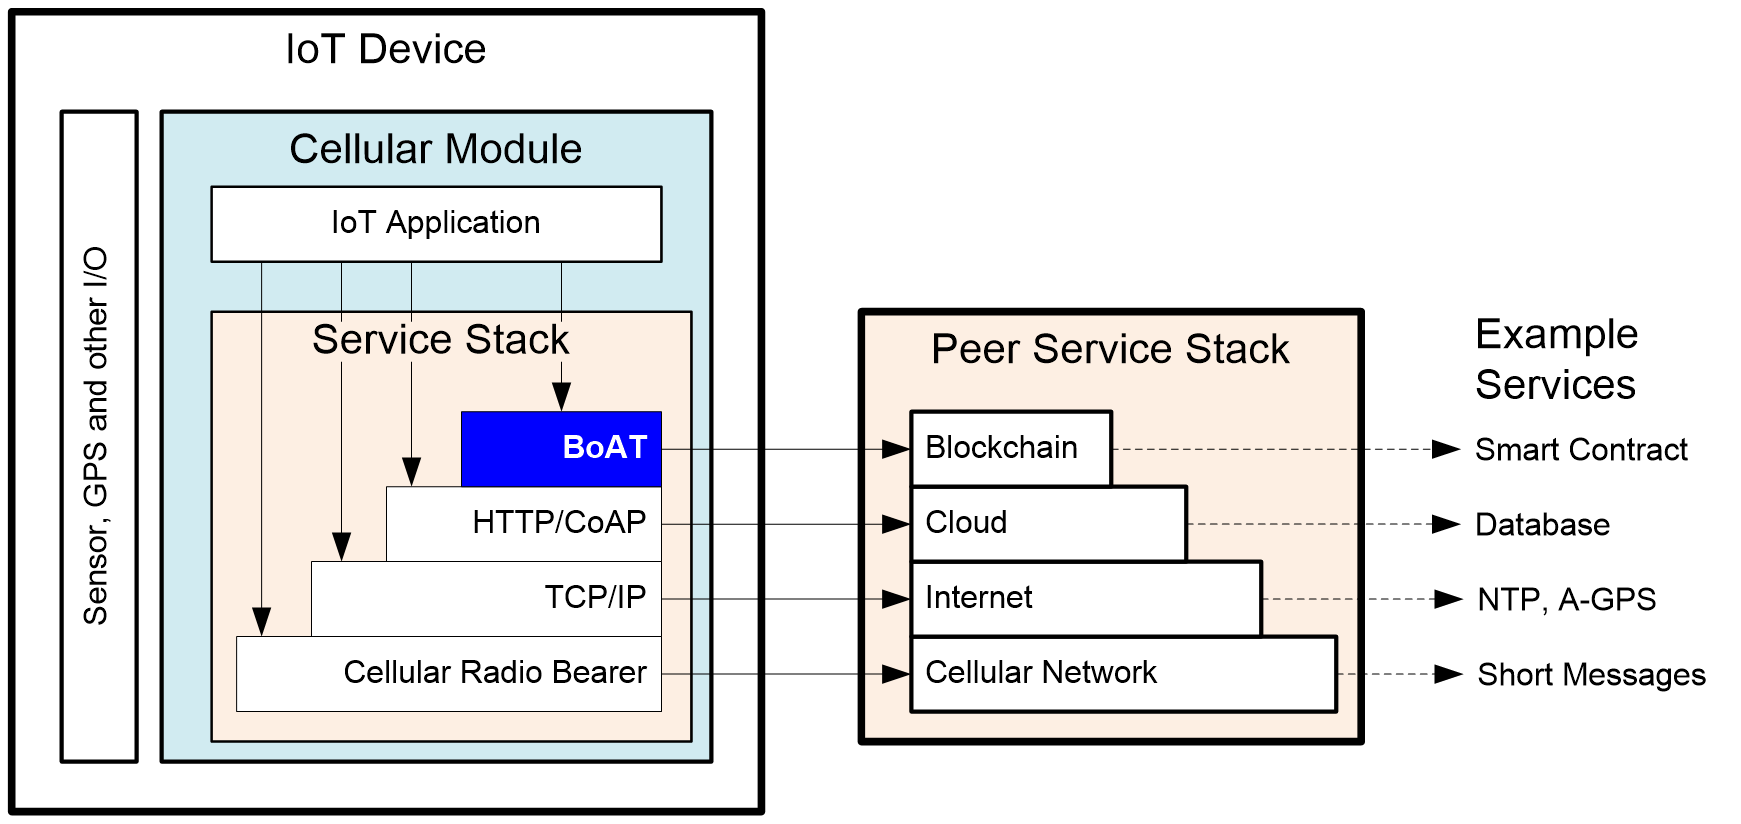 IoT Device
Sensor, GPS and other I/O
Cellular Module
IoT Application
Service Stack
BoAT
HTTP/CoAP
TCP/IP
Cellular Radio Bearer
Peer Service Stack
Blockchain
Cloud
Internet
Cellular Network
Example
Services
Smart Contract
Database
NTP, A-GPS
Short Messages